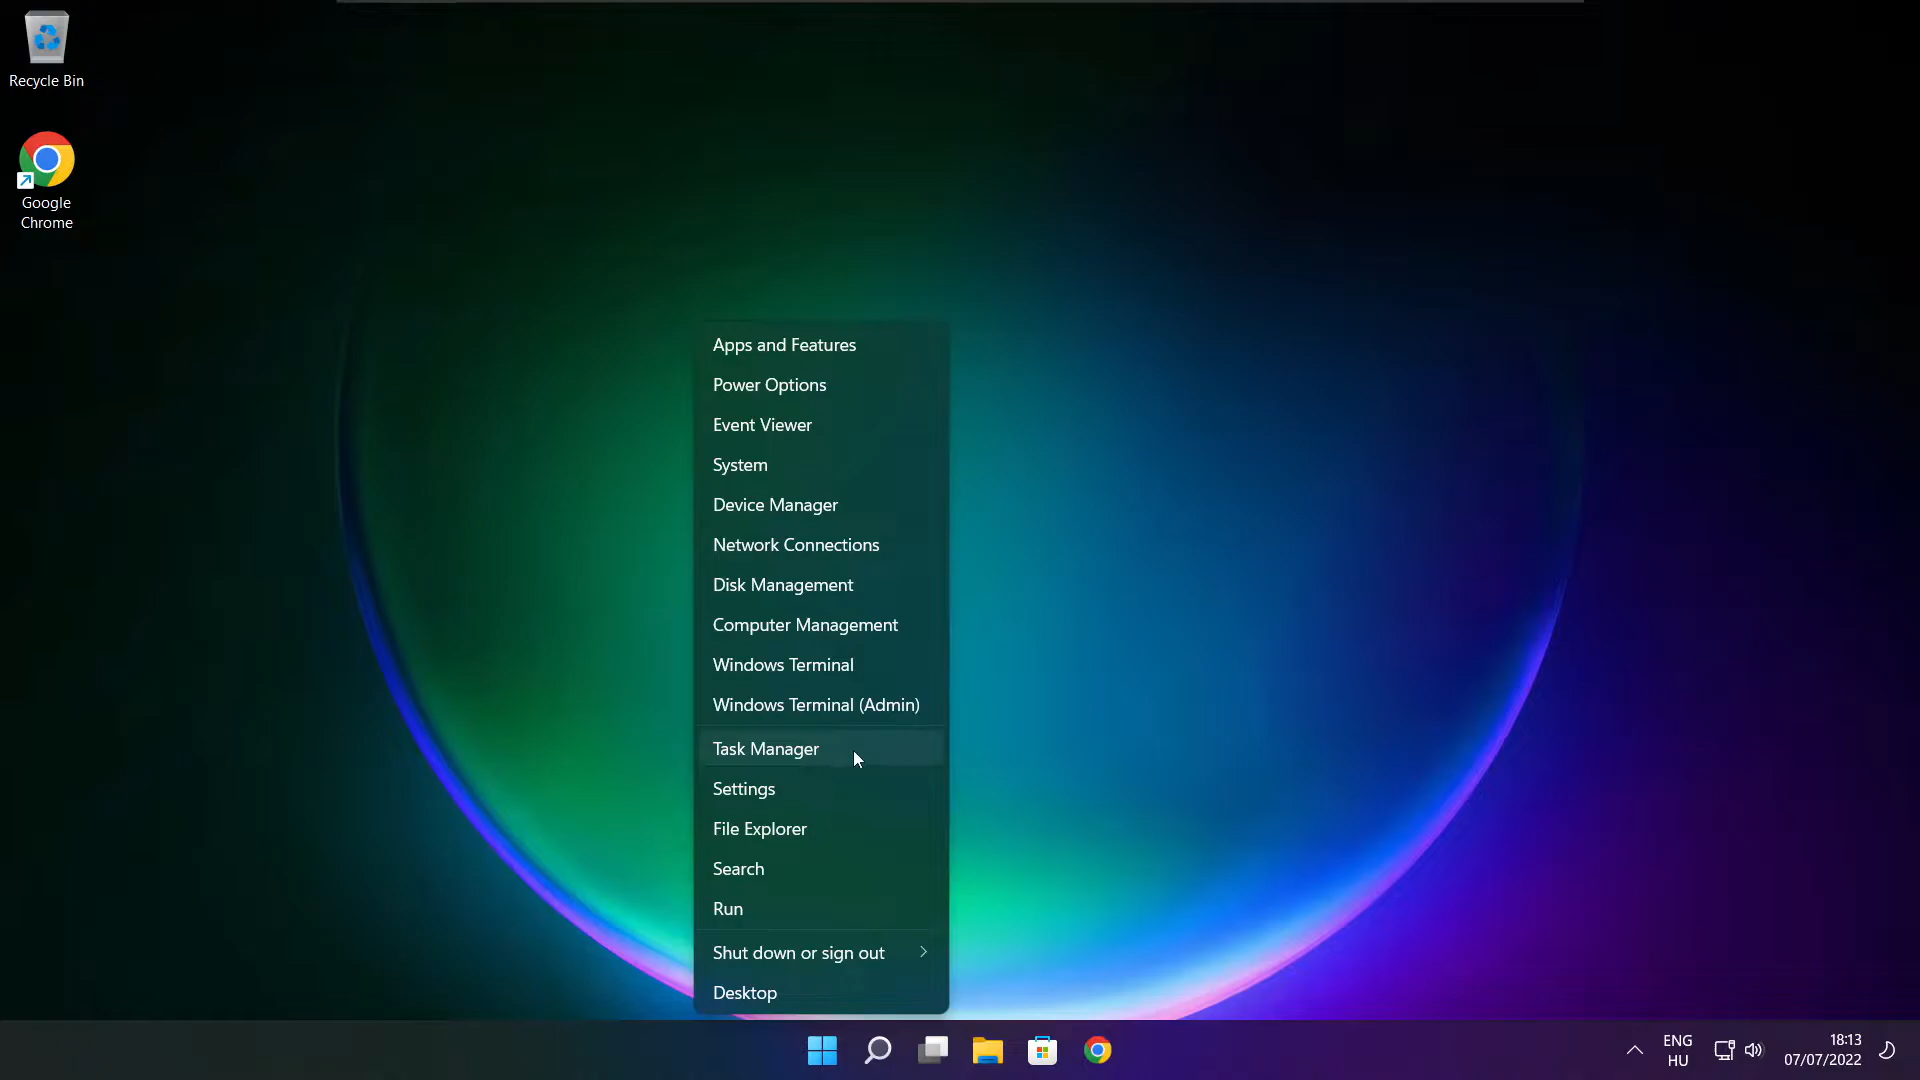 Recycle Bin
Google
Chrome
Apps and Features
Power Options
Event Viewer
System
Device Manager
Network Connections
Disk Management
Computer Management
Windows Terminal
Windows Terminal (Admin)
Task Manager
Settings
File Explorer
Search
Run
Shut down or sign out
Desktop
ENG
HU
18:13
07/07/2022